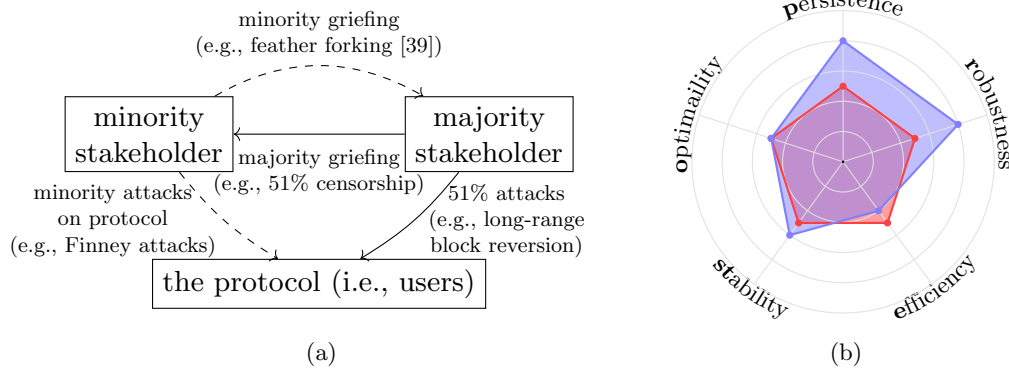 minority griefing
(e.g., feather forking [39])
minority
stakeholder
majority
stakeholder
majority griefing
(e.g., 51% censorship)
minority attacks
on protocol
(e.g., Finney attacks)
51% attacks
(e.g., long-range
block reversion)
the protocol (i.e., users)
(a)
persistence
robustness
efficiency
stability
optimaility
(b)